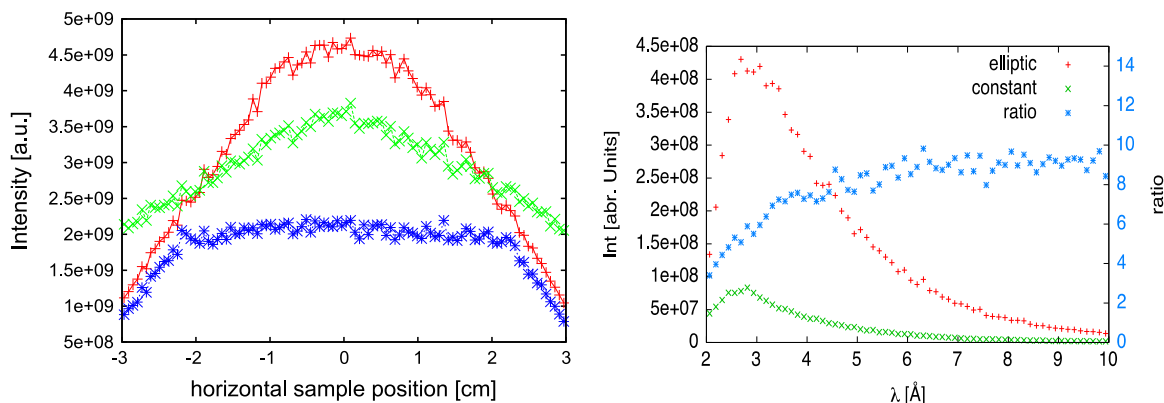 5e+09
4.5e+09
4e+09
3.5e+09
3e+09
2.5e+09
2e+09
1.5e+09
1e+09
5e+08
Intensity [a.u.]
-3 -2 -1 0 1 2 3
horizontal sample position [cm]
4.5e+08
4e+08
3.5e+08
3e+08
2.5e+08
2e+08
1.5e+08
1e+08
5e+07
0
Int [abr. Units]
elliptic
constant
ratio
14
12
10
8
6
4
2
0
ratio
2 3 4 5 6 7 8 9 10
λ [Å]